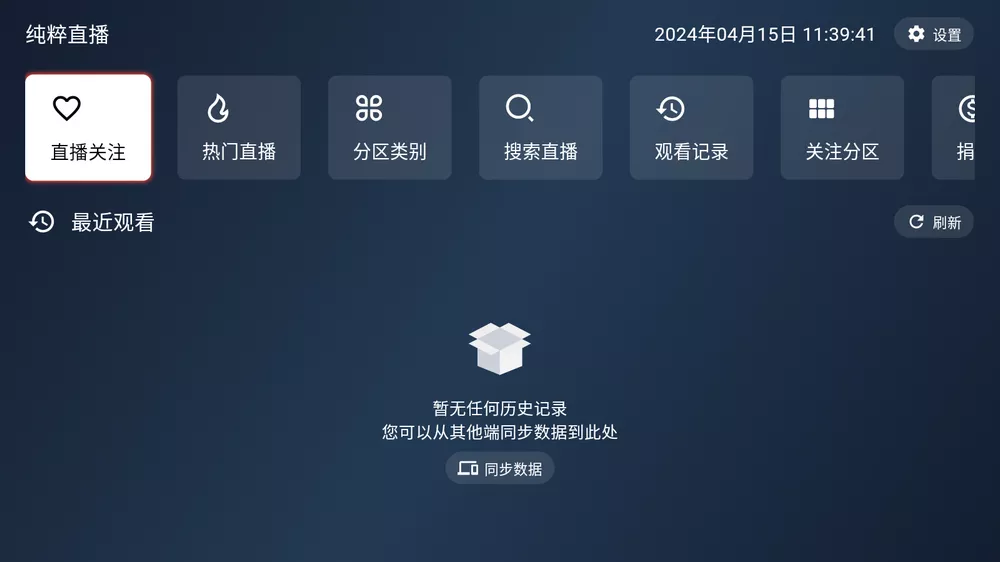 纯粹直播
2024年04月15日 11:39:41
设置
直播关注
热门直播
分区类别
搜索直播
观看记录
关注分区
捐
最近观看
刷新
暂无任何历史记录
您可以从其他端同步数据到此处
同步数据